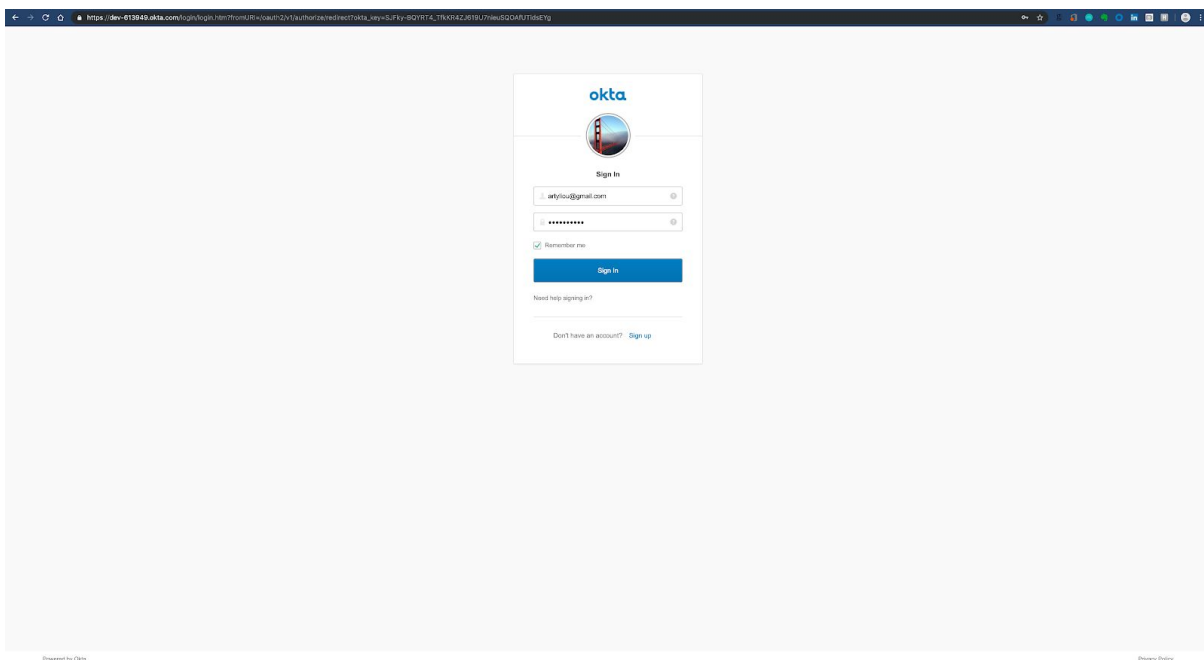 https://dev-613949.okta.com/login/login.htm?fromURI=/oauth2/v1/authorize/redirect?okta_key=SJFky-BQYRT4_TfkKR4ZJ619U7nieuSQOAfUTidsEYg
okta
Sign In
artyliou@gmail.com
••••••••••
Remember me
Sign In
Need help signing in?
Don't have an account? Sign up
Powered by Okta
Privacy Policy